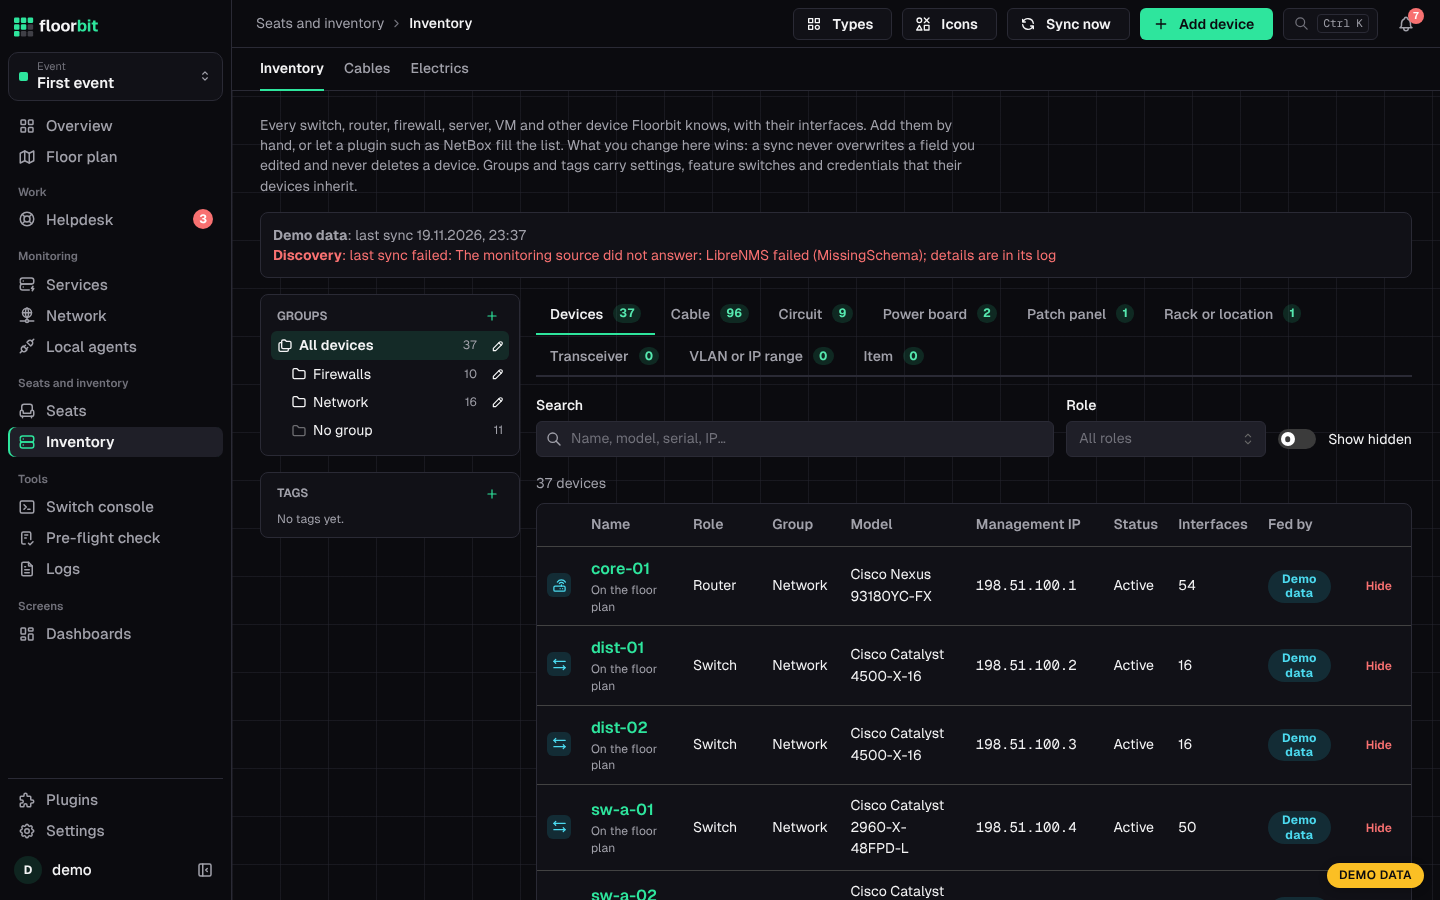 floorbit
Event
First event
Overview
Floor plan
Work
Helpdesk 3
Monitoring
Services
Network
Local agents
Seats and inventory
Seats
Inventory
Tools
Switch console
Pre-flight check
Logs
Screens
Dashboards
Plugins
Settings
D demo
Seats and inventory > Inventory
Types
Icons
Sync now
+ Add device
Ctrl K
7
Inventory Cables Electrics
Every switch, router, firewall, server, VM and other device Floorbit knows, with their interfaces. Add them by
hand, or let a plugin such as NetBox fill the list. What you change here wins: a sync never overwrites a field you
edited and never deletes a device. Groups and tags carry settings, feature switches and credentials that their
devices inherit.
Demo data: last sync 19.11.2026, 23:37
Discovery: last sync failed: The monitoring source did not answer: LibreNMS failed (MissingSchema); details are in its log
GROUPS +
All devices 37
Firewalls 10
Network 16
No group 11
TAGS +
No tags yet.
Devices 37 Cable 96 Circuit 9 Power board 2 Patch panel 1 Rack or location 1
Transceiver 0 VLAN or IP range 0 Item 0
Search
Name, model, serial, IP...
Role
All roles
Show hidden
37 devices
Name Role Group Model Management IP Status Interfaces Fed by
core-01
On the floor
plan
Router Network
Cisco Nexus
93180YC-FX
198.51.100.1 Active 54
Demo
data
Hide
dist-01
On the floor
plan
Switch Network
Cisco Catalyst
4500-X-16
198.51.100.2 Active 16
Demo
data
Hide
dist-02
On the floor
plan
Switch Network
Cisco Catalyst
4500-X-16
198.51.100.3 Active 16
Demo
data
Hide
sw-a-01
On the floor
plan
Switch Network
Cisco Catalyst
2960-X-
48FPD-L
198.51.100.4 Active 50
Demo
data
Hide
sw-a-02
Cisco Catalyst
DEMO DATA